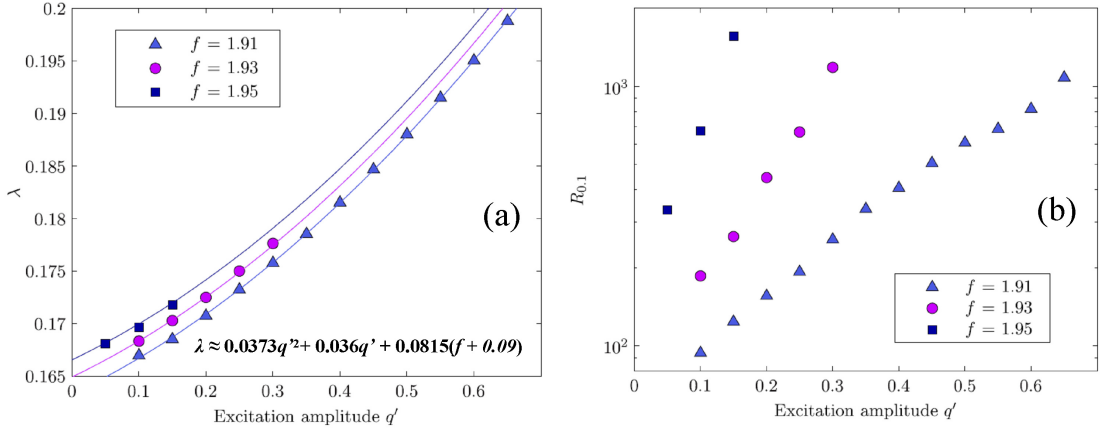 0.2
0.195
0.19
0.185
0.18
0.175
0.17
0.165
λ
f = 1.91
f = 1.93
f = 1.95
(a)
λ ≈ 0.0373q'²+ 0.036q' + 0.0815(f + 0.09)
0 0.1 0.2 0.3 0.4 0.5 0.6
Excitation amplitude q′
10³
10²
R₀.₁
(b)
f = 1.91
f = 1.93
f = 1.95
0 0.1 0.2 0.3 0.4 0.5 0.6
Excitation amplitude q′